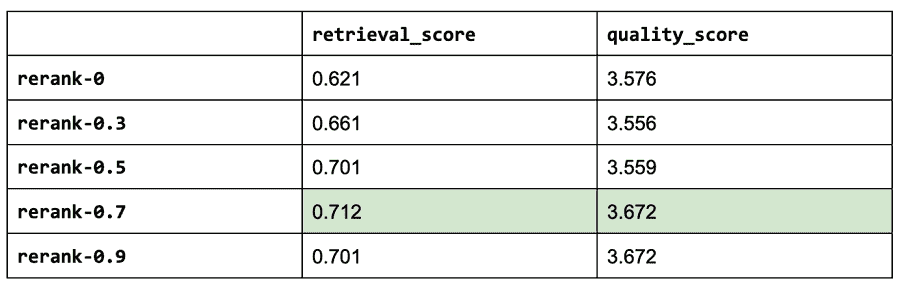 retrieval_score quality_score
rerank-0 0.621 3.576
rerank-0.3 0.661 3.556
rerank-0.5 0.701 3.559
rerank-0.7 0.712 3.672
rerank-0.9 0.701 3.672